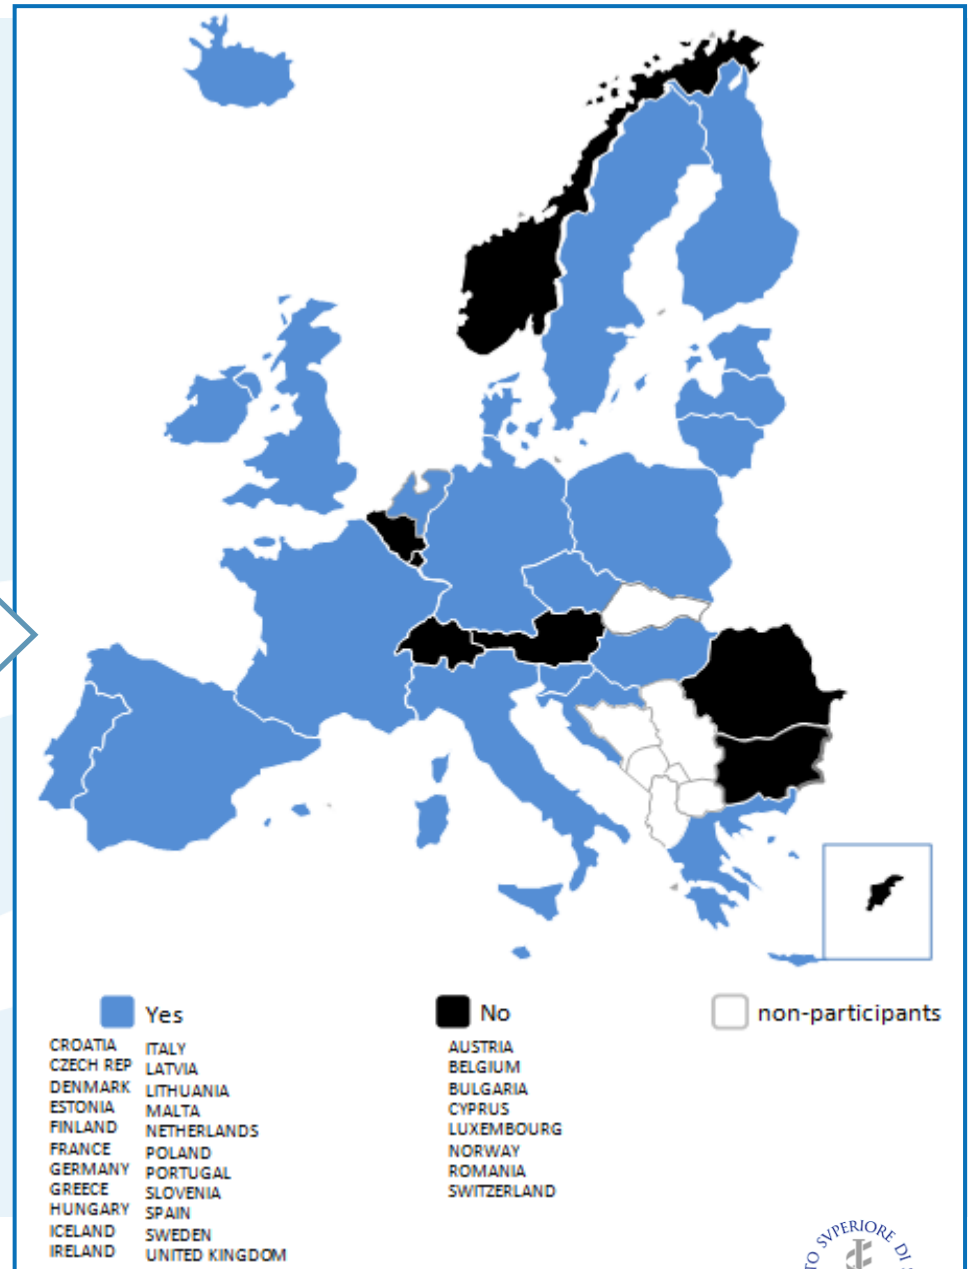 Yes
CROATIA
CZECH REP
DENMARK
ESTONIA
FINLAND
FRANCE
GERMANY
GREECE
HUNGARY
ICELAND
IRELAND
ITALY
LATVIA
LITHUANIA
MALTA
NETHERLANDS
POLAND
PORTUGAL
SLOVENIA
SPAIN
SWEDEN
UNITED KINGDOM
No
AUSTRIA
BELGIUM
BULGARIA
CYPRUS
LUXEMBOURG
NORWAY
ROMANIA
SWITZERLAND
non-participants
SVPERIORE DI